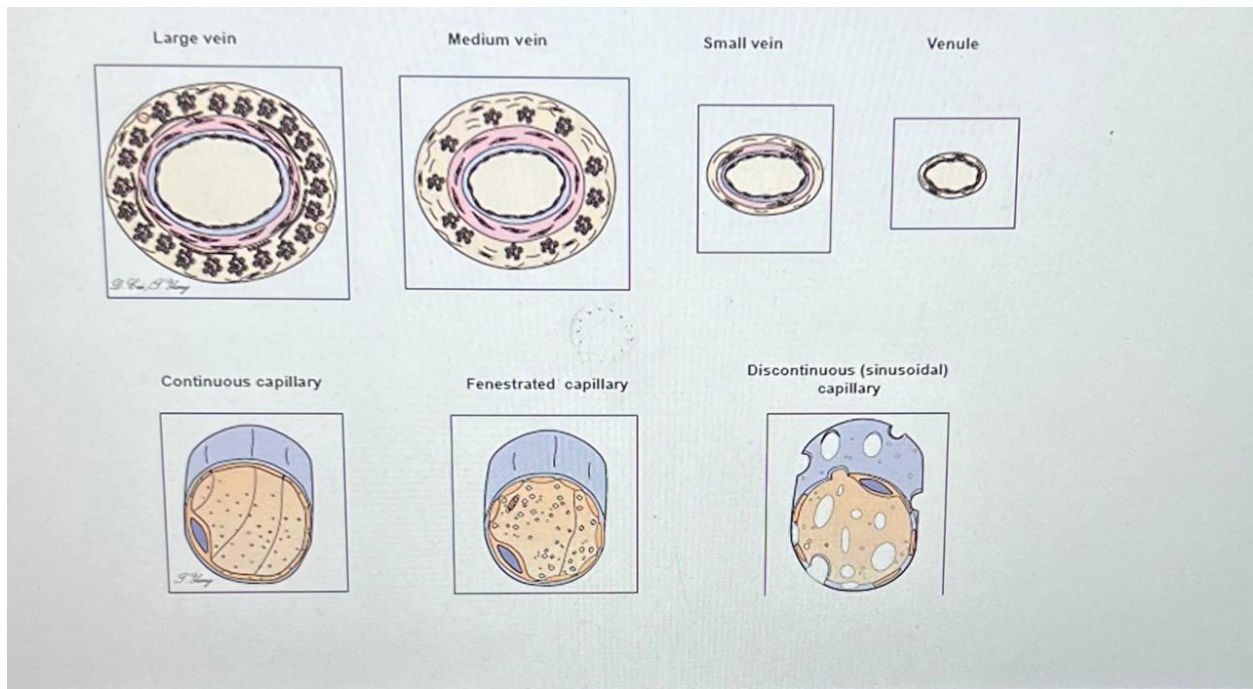 Large vein
Medium vein
Small vein
Venule
Continuous capillary
Fenestrated capillary
Discontinuous (sinusoidal)
capillary